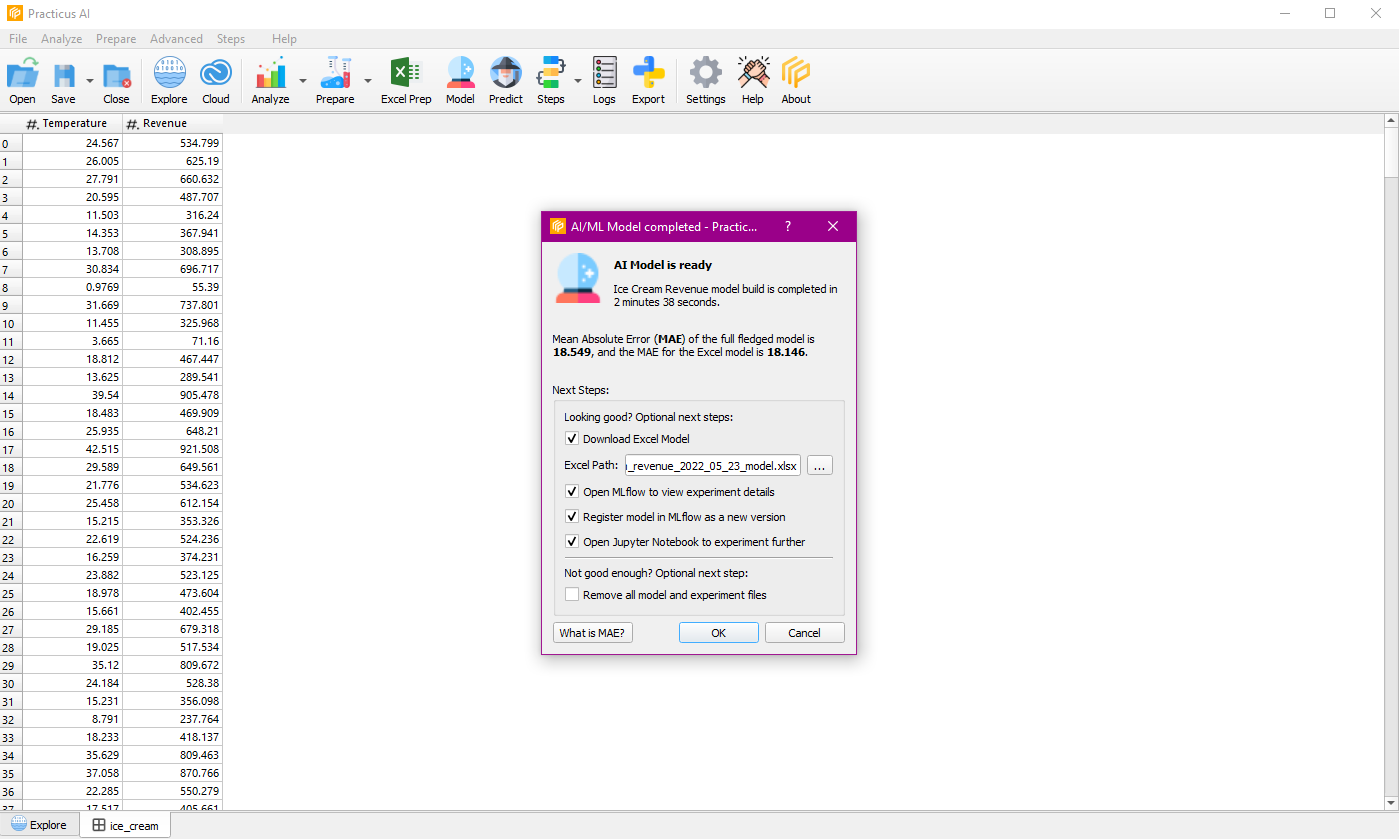 Practicus AI
File Analyze Prepare Advanced Steps Help
Open Save Close Explore Cloud Analyze Prepare Excel Prep Model Predict Steps Logs Export Settings Help About
#. Temperature #. Revenue
0 24.567 534.799
1 26.005 625.19
2 27.791 660.632
3 20.595 487.707
4 11.503 316.24
5 14.353 367.941
6 13.708 308.895
7 30.834 696.717
8 0.9769 55.39
9 31.669 737.801
10 11.455 325.968
11 3.665 71.16
12 18.812 467.447
13 13.625 289.541
14 39.54 905.478
15 18.483 469.909
16 25.935 648.21
17 42.515 921.508
18 29.589 649.561
19 21.776 534.623
20 25.458 612.154
21 15.215 353.326
22 22.619 524.236
23 16.259 374.231
24 23.882 523.125
25 18.978 473.604
26 15.661 402.455
27 29.185 679.318
28 19.025 517.534
29 35.12 809.672
30 24.184 528.38
31 15.231 356.098
32 8.791 237.764
33 18.233 418.137
34 35.629 809.463
35 37.058 870.766
36 22.285 550.279
37 17.517 405.661
AI/ML Model completed - Practic... ?
AI Model is ready
Ice Cream Revenue model build is completed in
2 minutes 38 seconds.
Mean Absolute Error (MAE) of the full fledged model is
18.549, and the MAE for the Excel model is 18.146.
Next Steps:
Looking good? Optional next steps:
Download Excel Model
Excel Path: _revenue_2022_05_23_model.xlsx ...
Open MLflow to view experiment details
Register model in MLflow as a new version
Open Jupyter Notebook to experiment further
Not good enough? Optional next step:
Remove all model and experiment files
What is MAE? OK Cancel
Explore ice_cream